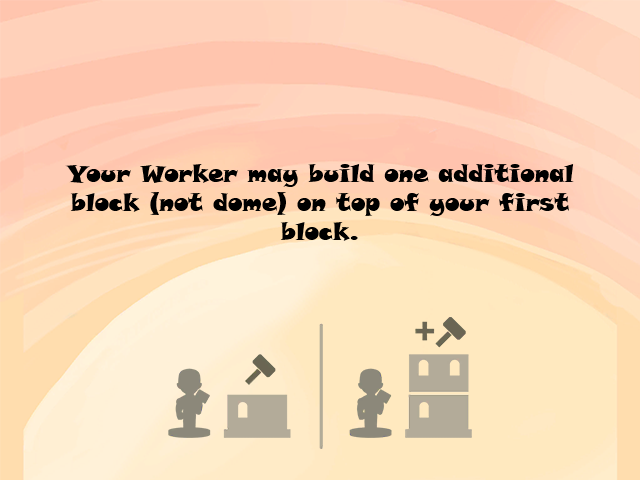 Your Worker may build one additional
block (not dome) on top of your first
block.
+